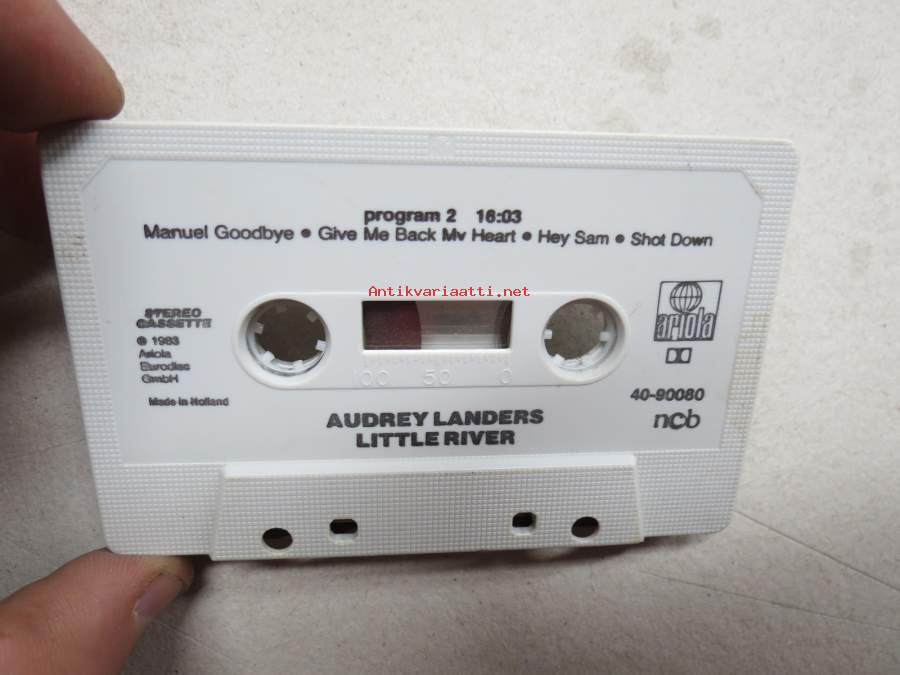 program 2 16:03
Manuel Goodbye • Give Me Back My Heart • Hey Sam • Shot Down
Antikvariaatti.net
STEREO
CASSETTE
℗ 1983
Ariola
Eurodisc
GmbH
Made in Holland
ariola
100 50 0
40-90080
ncb
AUDREY LANDERS
LITTLE RIVER